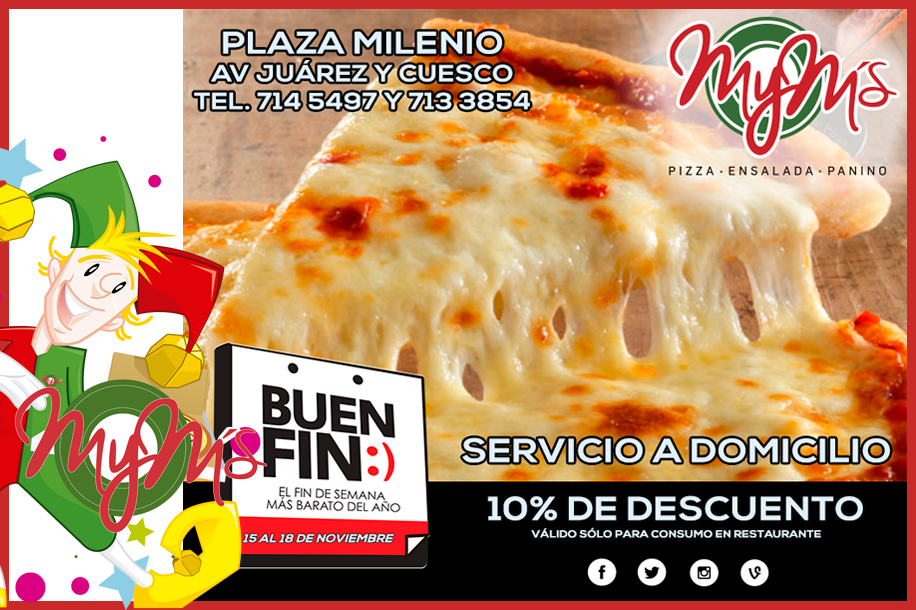 PLAZA MILENIO
AV JUÁREZ Y CUESCO
TEL. 714 5497 Y 713 3854
MyM's
PIZZA · ENSALADA · PANINO
BUEN
FIN:)
EL FIN DE SEMANA
MÁS BARATO DEL AÑO
15 AL 18 DE NOVIEMBRE
MyM's
SERVICIO A DOMICILIO
10% DE DESCUENTO
VÁLIDO SÓLO PARA CONSUMO EN RESTAURANTE